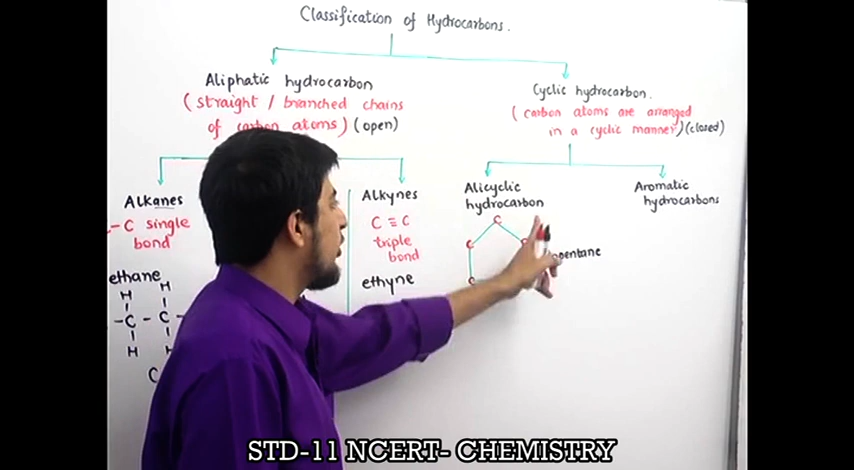 Classification of Hydrocarbons.
Aliphatic hydrocarbon
(straight / branched chains
of carbon atoms) (open)
Cyclic hydrocarbon.
(carbon atoms are arranged
in a cyclic manner) (closed)
Alkanes
C single
bond
ethane
H H
-C-C-
H
C
Alkynes
C ≡ C
triple
bond
ethyne
Alicyclic
hydrocarbon
C
C C
C
pentane
Aromatic
hydrocarbons
STD-11 NCERT- CHEMISTRY